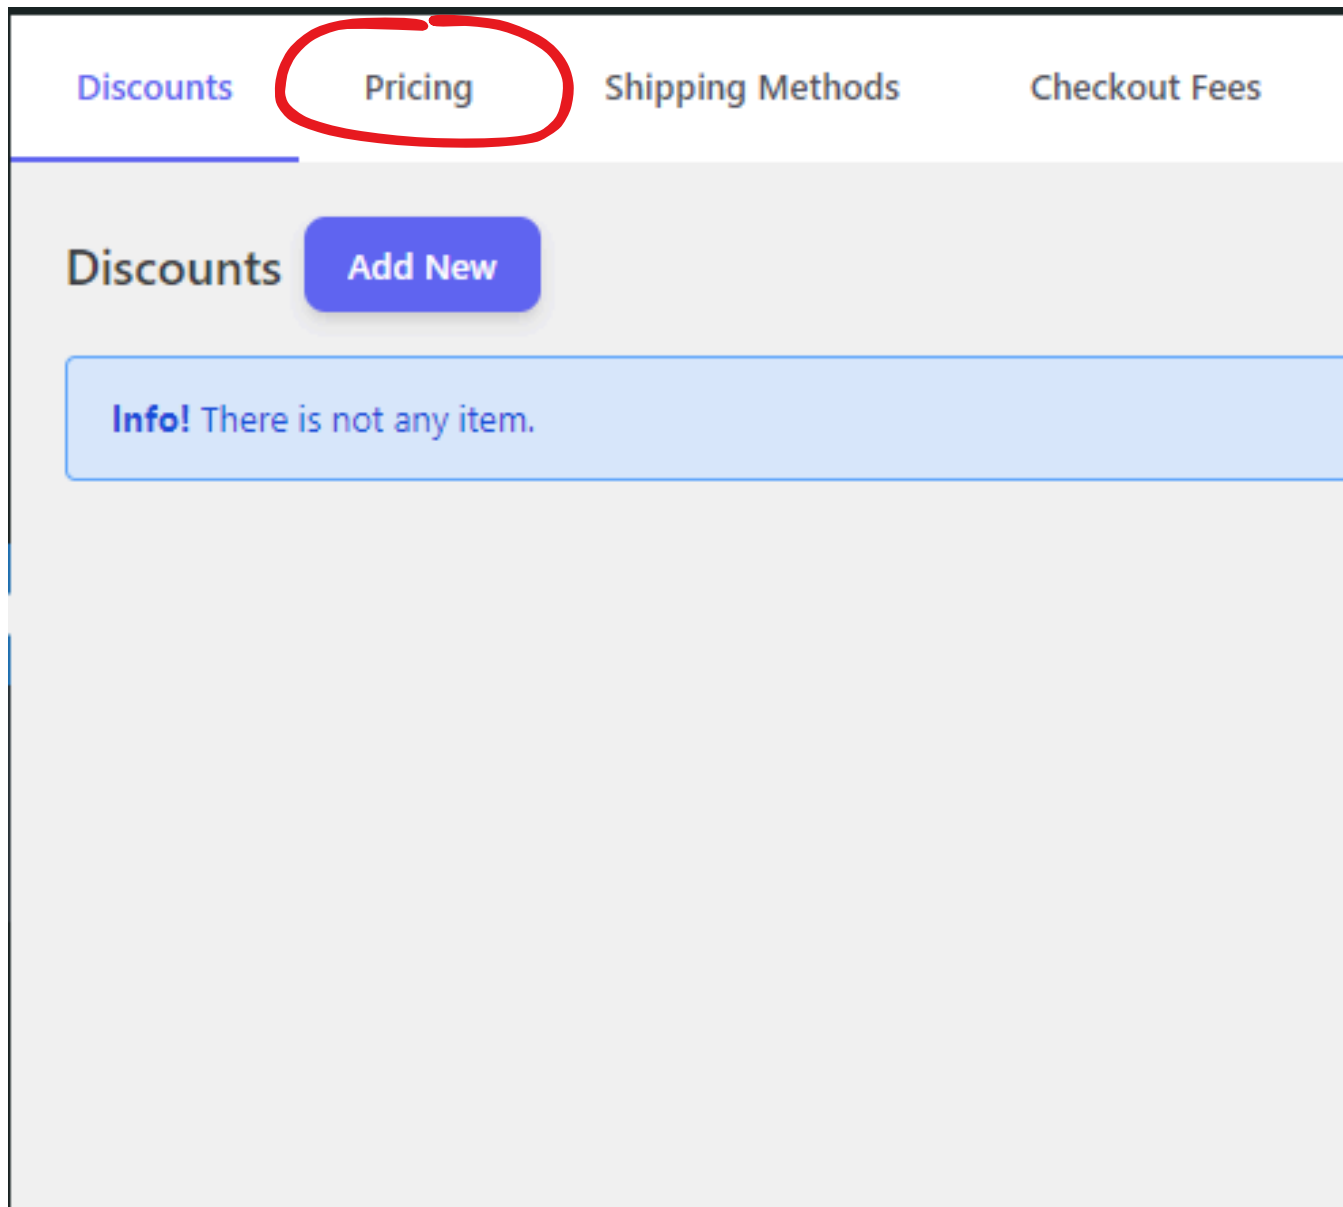 Discounts Pricing Shipping Methods Checkout Fees
Discounts Add New
Info! There is not any item.